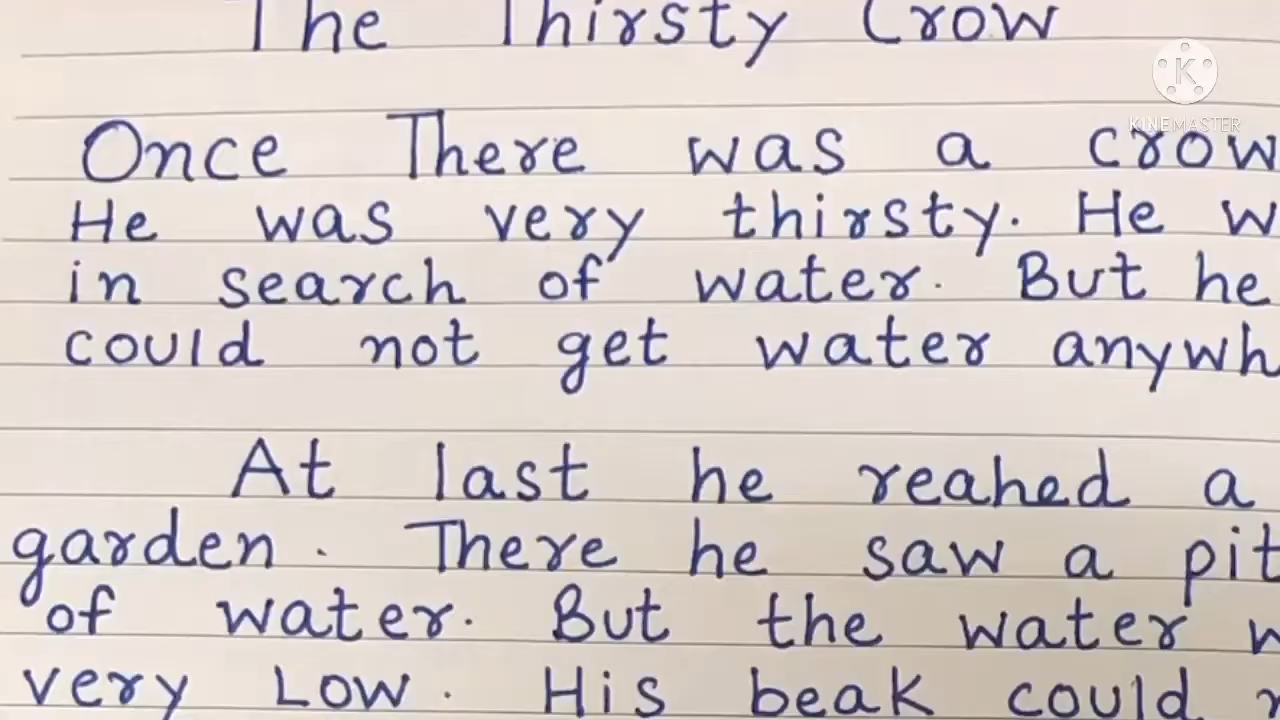 The Thirsty Crow
KINEMASTER
Once There was a crow
He was very thirsty. He w
in search of water. But he
could not get water anywh
At last he reahed a
garden. There he saw a pit
of water. But the water w
very Low. His beak could n